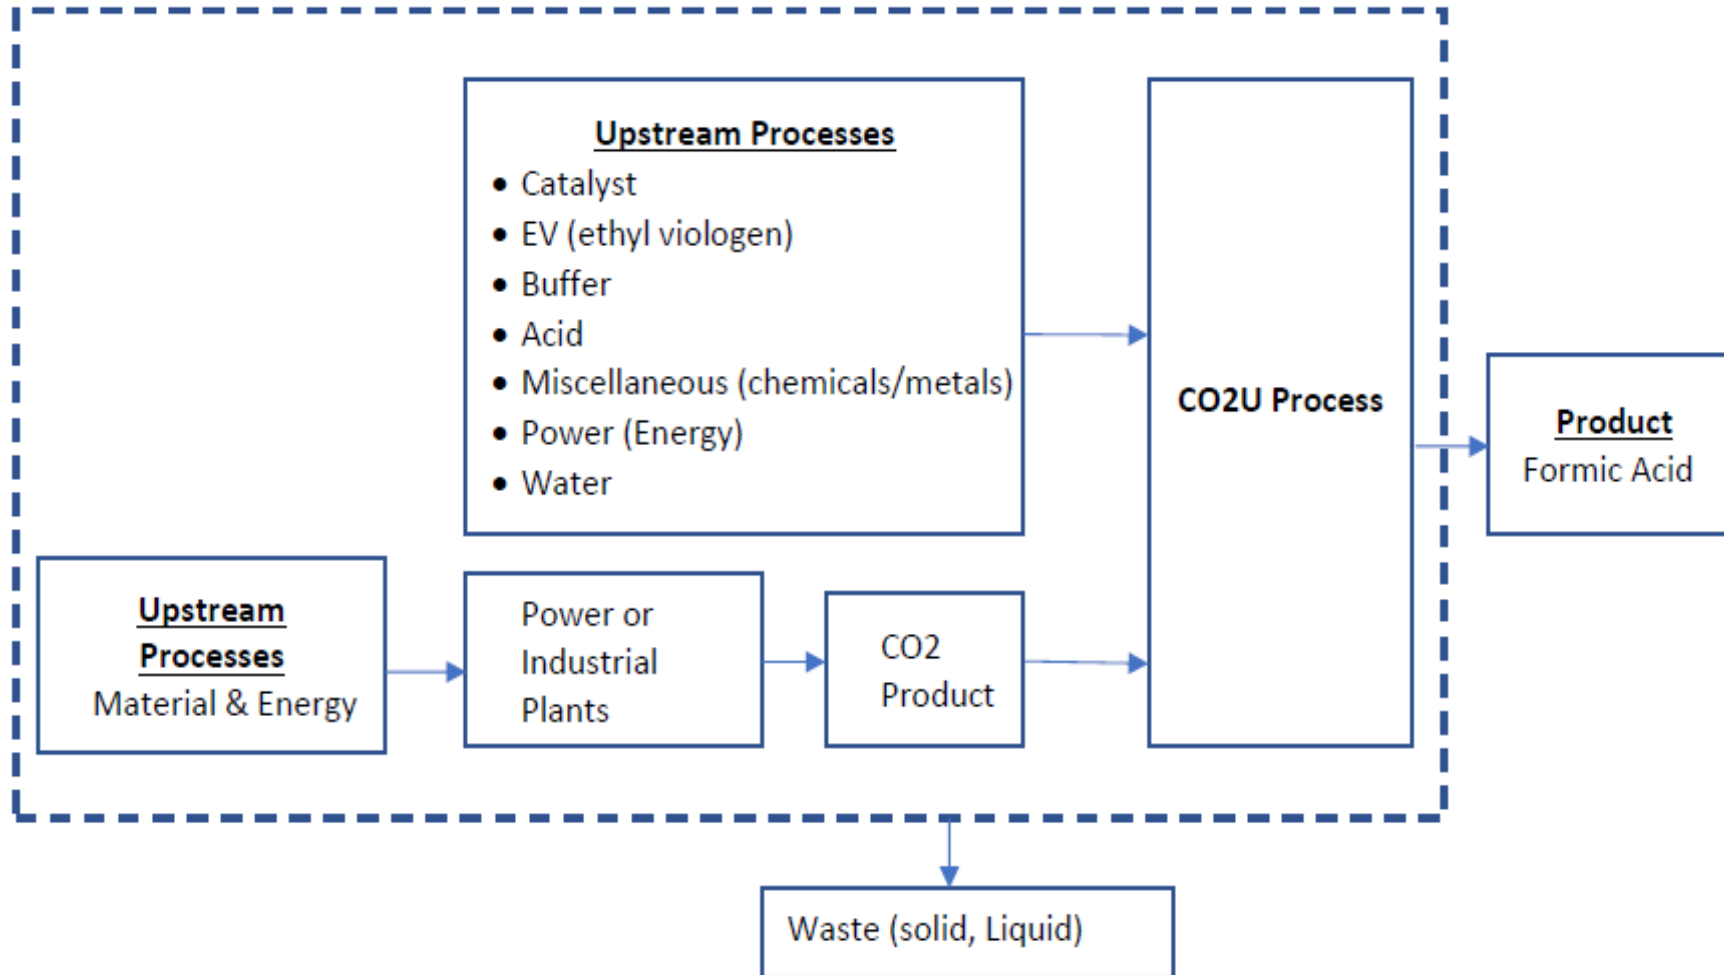 Upstream Processes
• Catalyst
• EV (ethyl viologen)
• Buffer
• Acid
• Miscellaneous (chemicals/metals)
• Power (Energy)
• Water
CO2U Process
Product
Formic Acid
Upstream
Processes
Material & Energy
Power or
Industrial
Plants
CO2
Product
Waste (solid, Liquid)